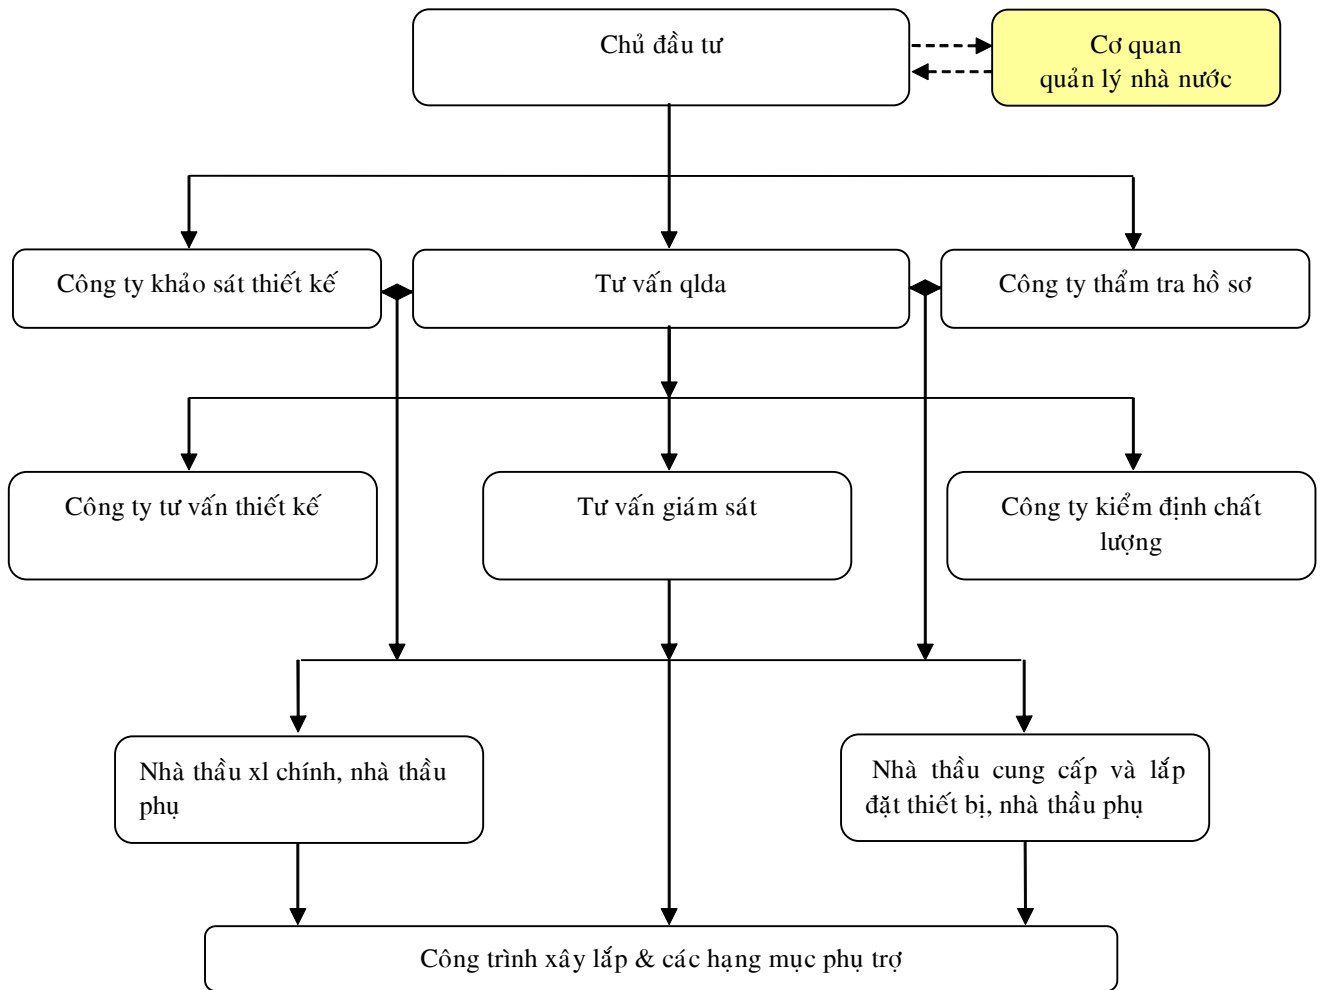 Chủ đầu tư
Cơ quan
quản lý nhà nước
Công ty khảo sát thiết kế
Tư vấn qlda
Công ty thẩm tra hồ sơ
Công ty tư vấn thiết kế
Tư vấn giám sát
Công ty kiểm định chất
lượng
Nhà thầu xl chính, nhà thầu
phụ
Nhà thầu cung cấp và lắp
đặt thiết bị, nhà thầu phụ
Công trình xây lắp & các hạng mục phụ trợ